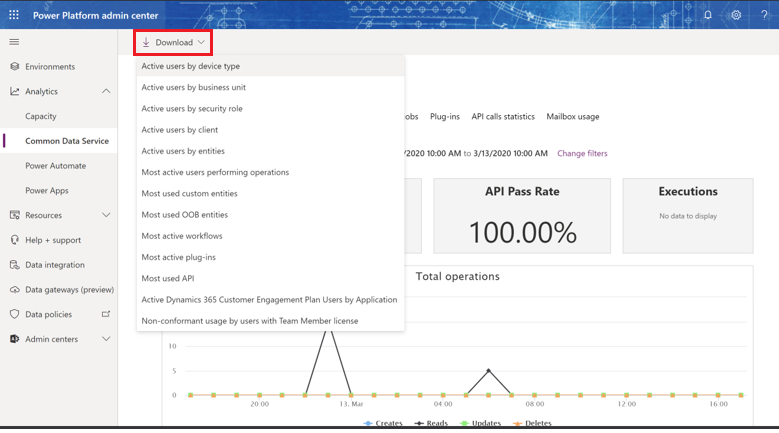 Power Platform admin center
?
Download
Environments
Analytics
Capacity
Common Data Service
Power Automate
Power Apps
Resources
Help + support
Data integration
Data gateways (preview)
Data policies
Admin centers
Active users by device type
Active users by business unit
Active users by security role
Active users by client
Active users by entities
Most active users performing operations
Most used custom entities
Most used OOB entities
Most active workflows
Most active plug-ins
Most used API
Active Dynamics 365 Customer Engagement Plan Users by Application
Non-conformant usage by users with Team Member license
obs Plug-ins API calls statistics Mailbox usage
/2020 10:00 AM to 3/13/2020 10:00 AM Change filters
API Pass Rate
100.00%
Executions
No data to display
Total operations
10
5
0
20:00 13. Mar 04:00 08:00 12:00 16:00
Creates Reads Updates Deletes